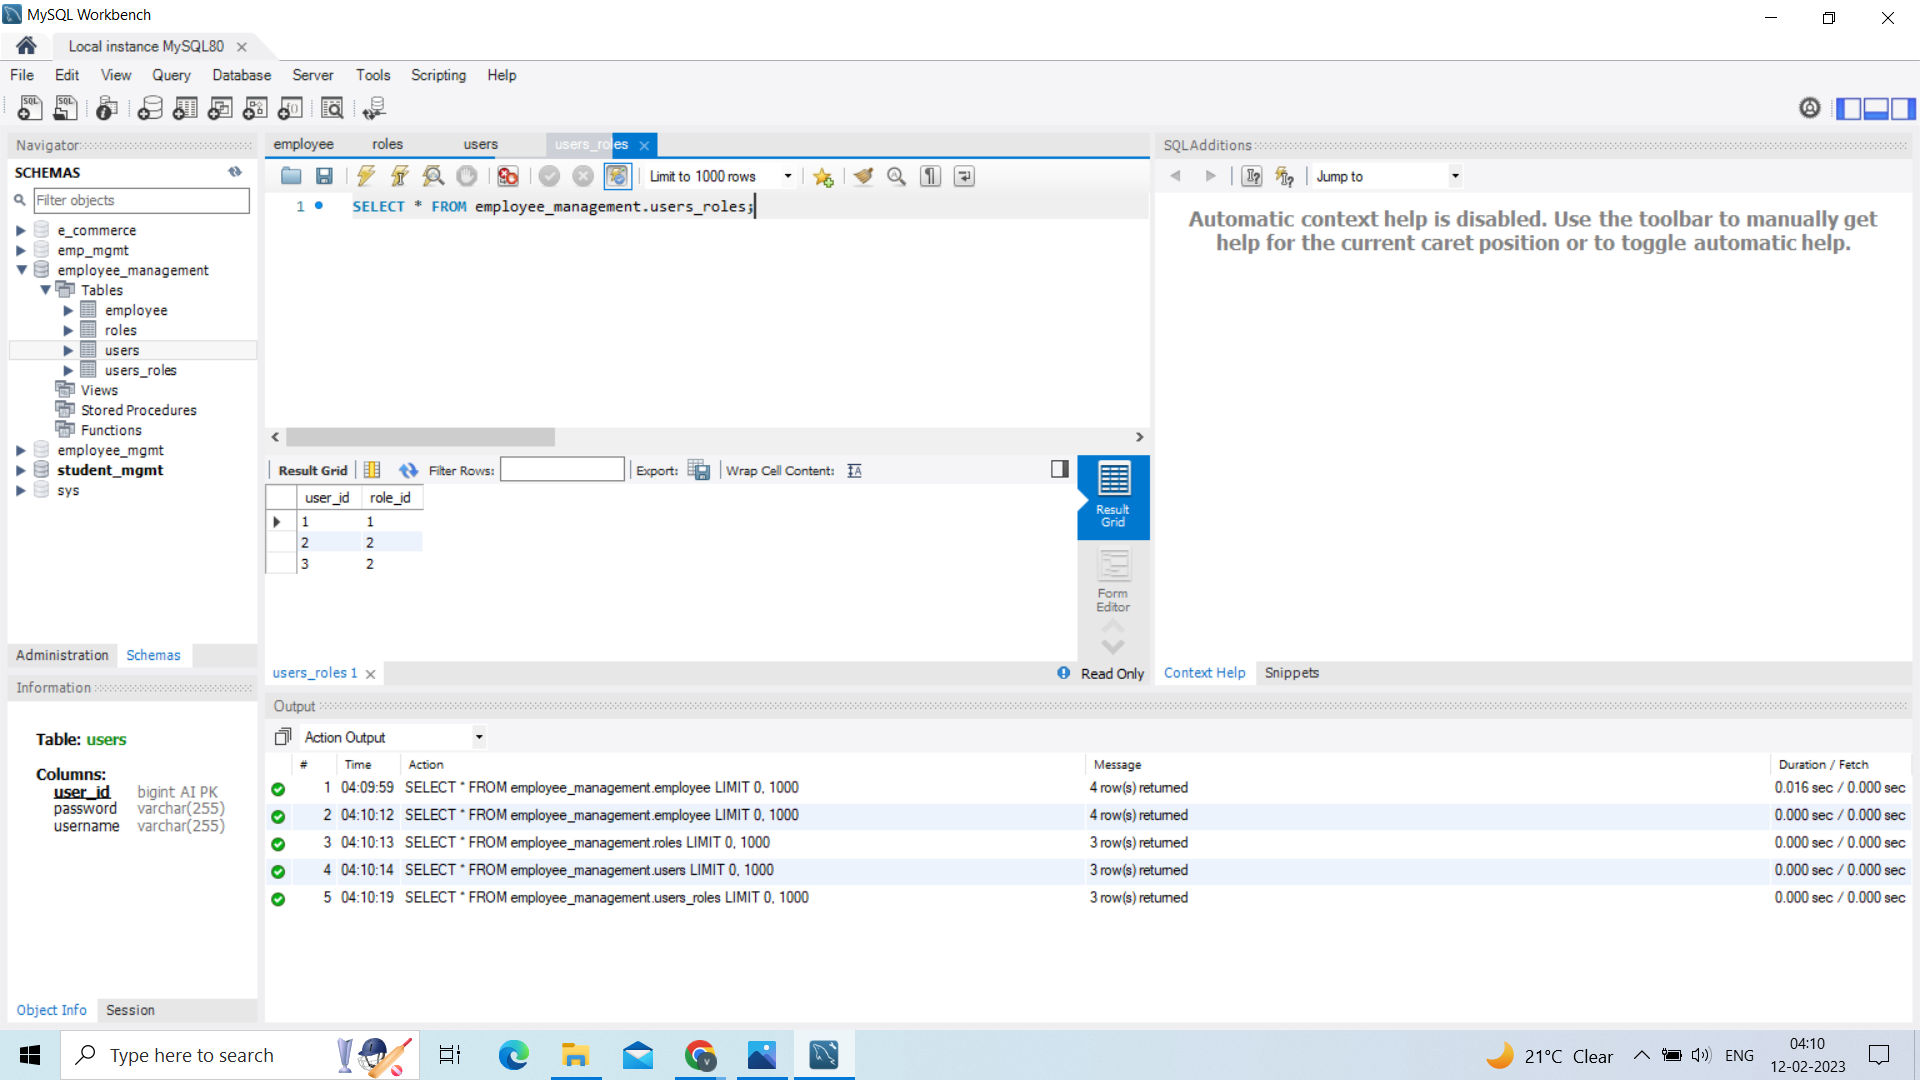 MySQL Workbench
Local instance MySQL80
File Edit View Query Database Server Tools Scripting Help
Navigator
SCHEMAS
Filter objects
e_commerce
emp_mgmt
employee_management
Tables
employee
roles
users
users_roles
Views
Stored Procedures
Functions
employee_mgmt
student_mgmt
sys
Administration Schemas
Information
Table: users
Columns:
user_id bigint AI PK
password varchar(255)
username varchar(255)
Object Info Session
employee roles users users_roles
Limit to 1000 rows
1 SELECT * FROM employee_management.users_roles;
Result Grid Filter Rows: Export: Wrap Cell Content:
user_id role_id
1 1
2 2
3 2
Result Grid
Form Editor
users_roles 1
Read Only
SQLAdditions
Jump to
Automatic context help is disabled. Use the toolbar to manually get
help for the current caret position or to toggle automatic help.
Context Help Snippets
Output
Action Output
# Time Action Message Duration / Fetch
1 04:09:59 SELECT * FROM employee_management.employee LIMIT 0, 1000 4 row(s) returned 0.016 sec / 0.000 sec
2 04:10:12 SELECT * FROM employee_management.employee LIMIT 0, 1000 4 row(s) returned 0.000 sec / 0.000 sec
3 04:10:13 SELECT * FROM employee_management.roles LIMIT 0, 1000 3 row(s) returned 0.000 sec / 0.000 sec
4 04:10:14 SELECT * FROM employee_management.users LIMIT 0, 1000 3 row(s) returned 0.000 sec / 0.000 sec
5 04:10:19 SELECT * FROM employee_management.users_roles LIMIT 0, 1000 3 row(s) returned 0.000 sec / 0.000 sec
Type here to search
21°C Clear
ENG
04:10
12-02-2023